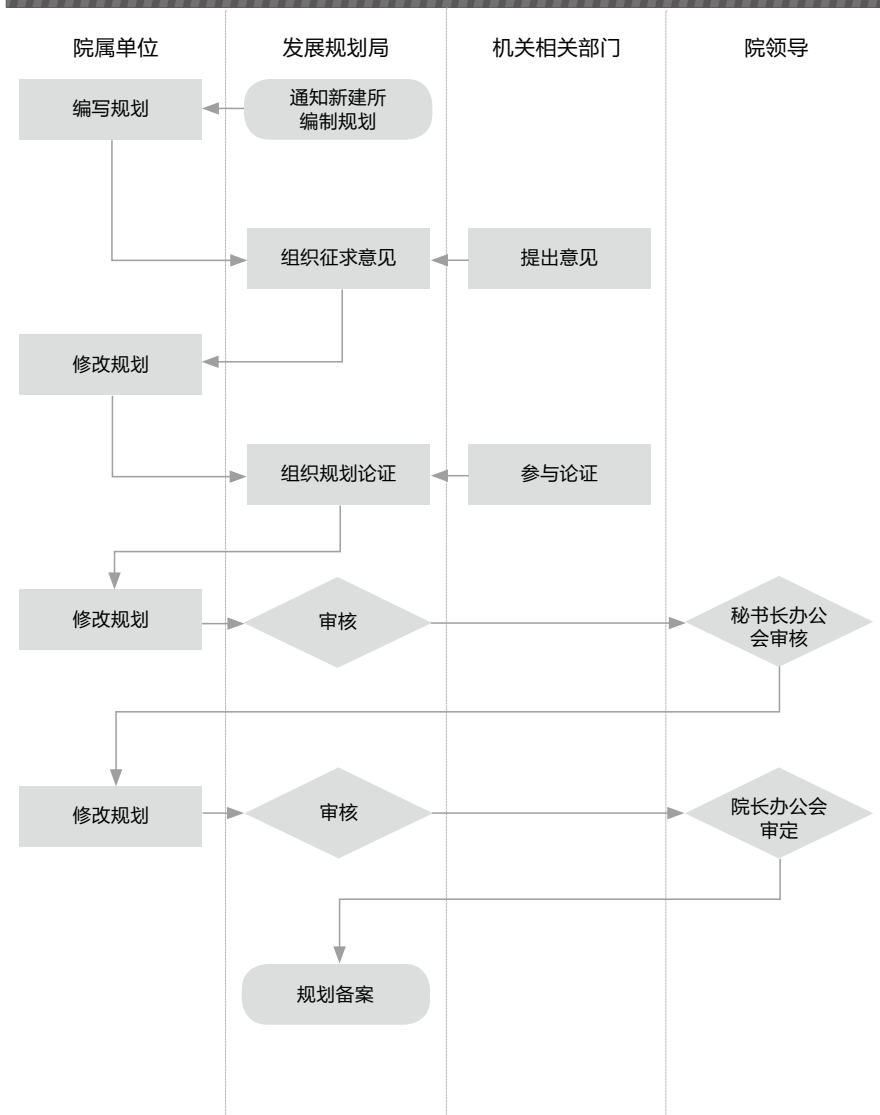 院属单位
发展规划局
机关相关部门
院领导
编写规划
通知新建所
编制规划
组织征求意见
提出意见
修改规划
组织规划论证
参与论证
修改规划
审核
秘书长办公
会审核
修改规划
审核
院长办公会
审定
规划备案